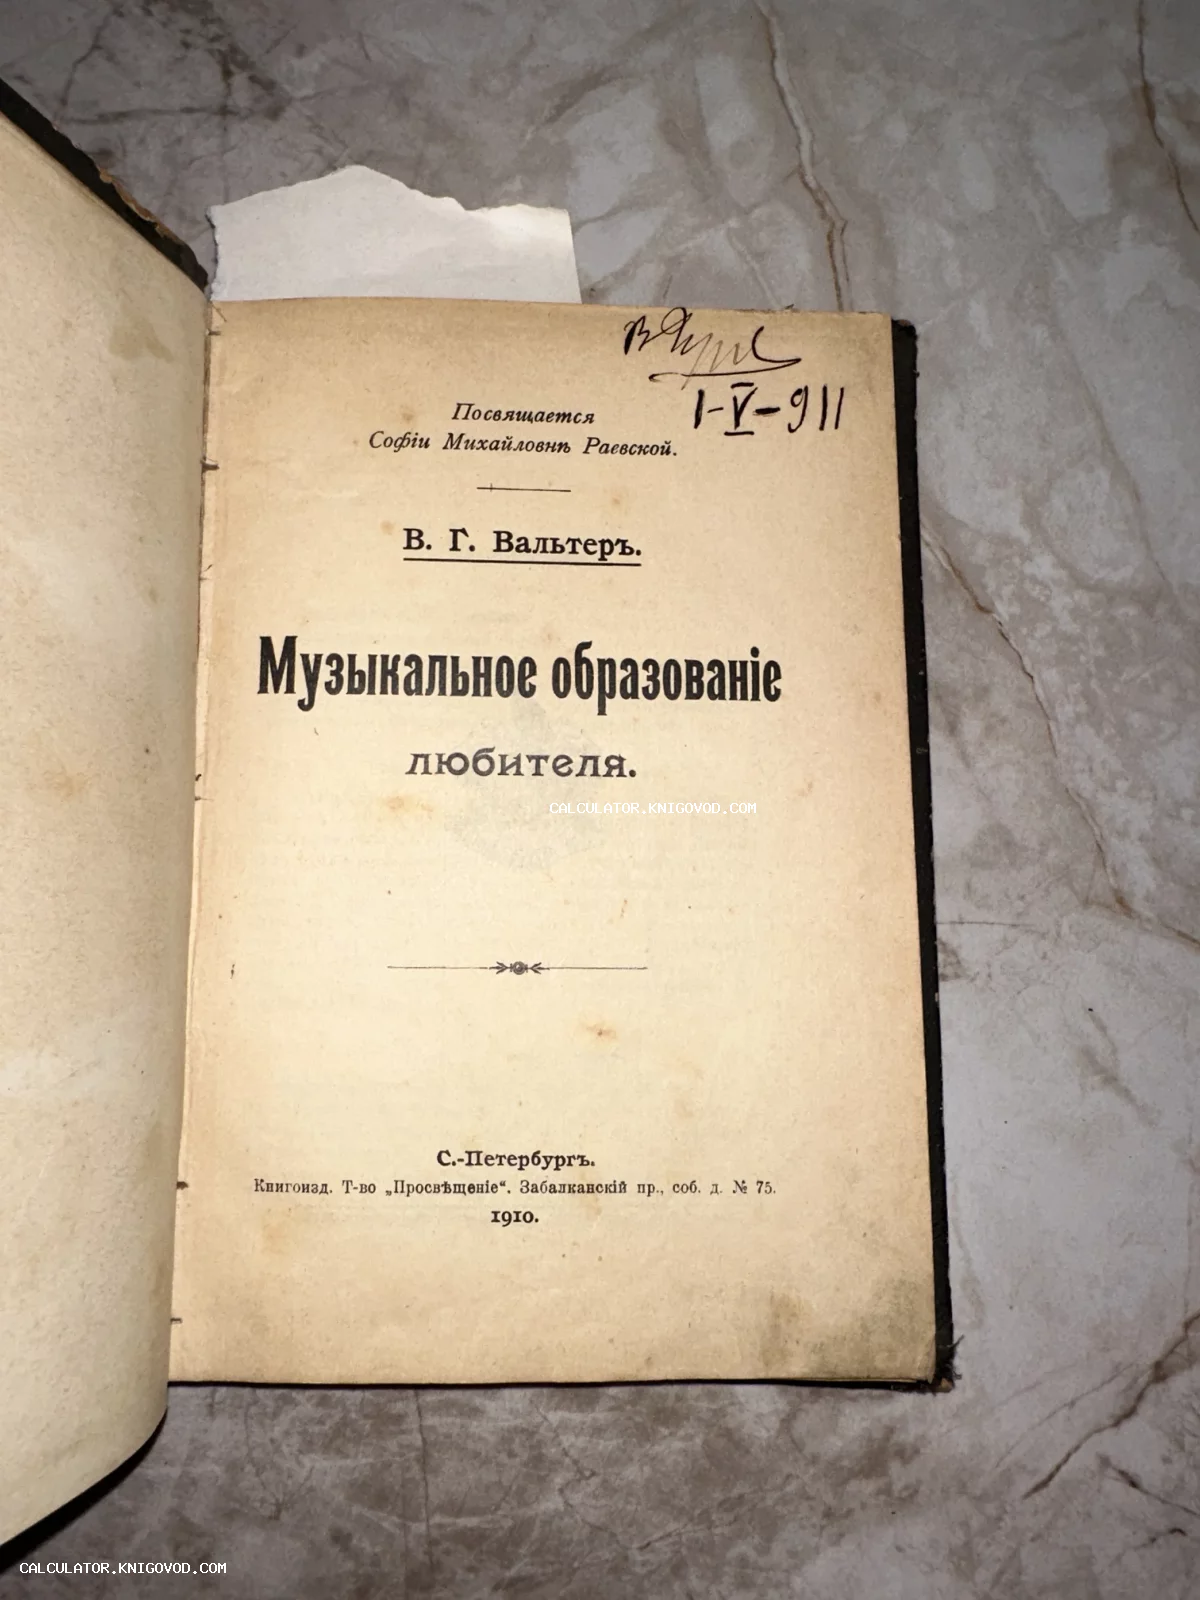 I-V-911
Посвящается
Софіи Михайловнѣ Раевской.
В. Г. Вальтеръ.
Музыкальное образованіе
любителя.
CALCULATOR.KNIGOVOD.COM
С.-Петербургъ.
Книгоизд. Т-во „Просвѣщеніе“. Забалканскій пр., соб. д. № 75.
1910.
CALCULATOR.KNIGOVOD.COM